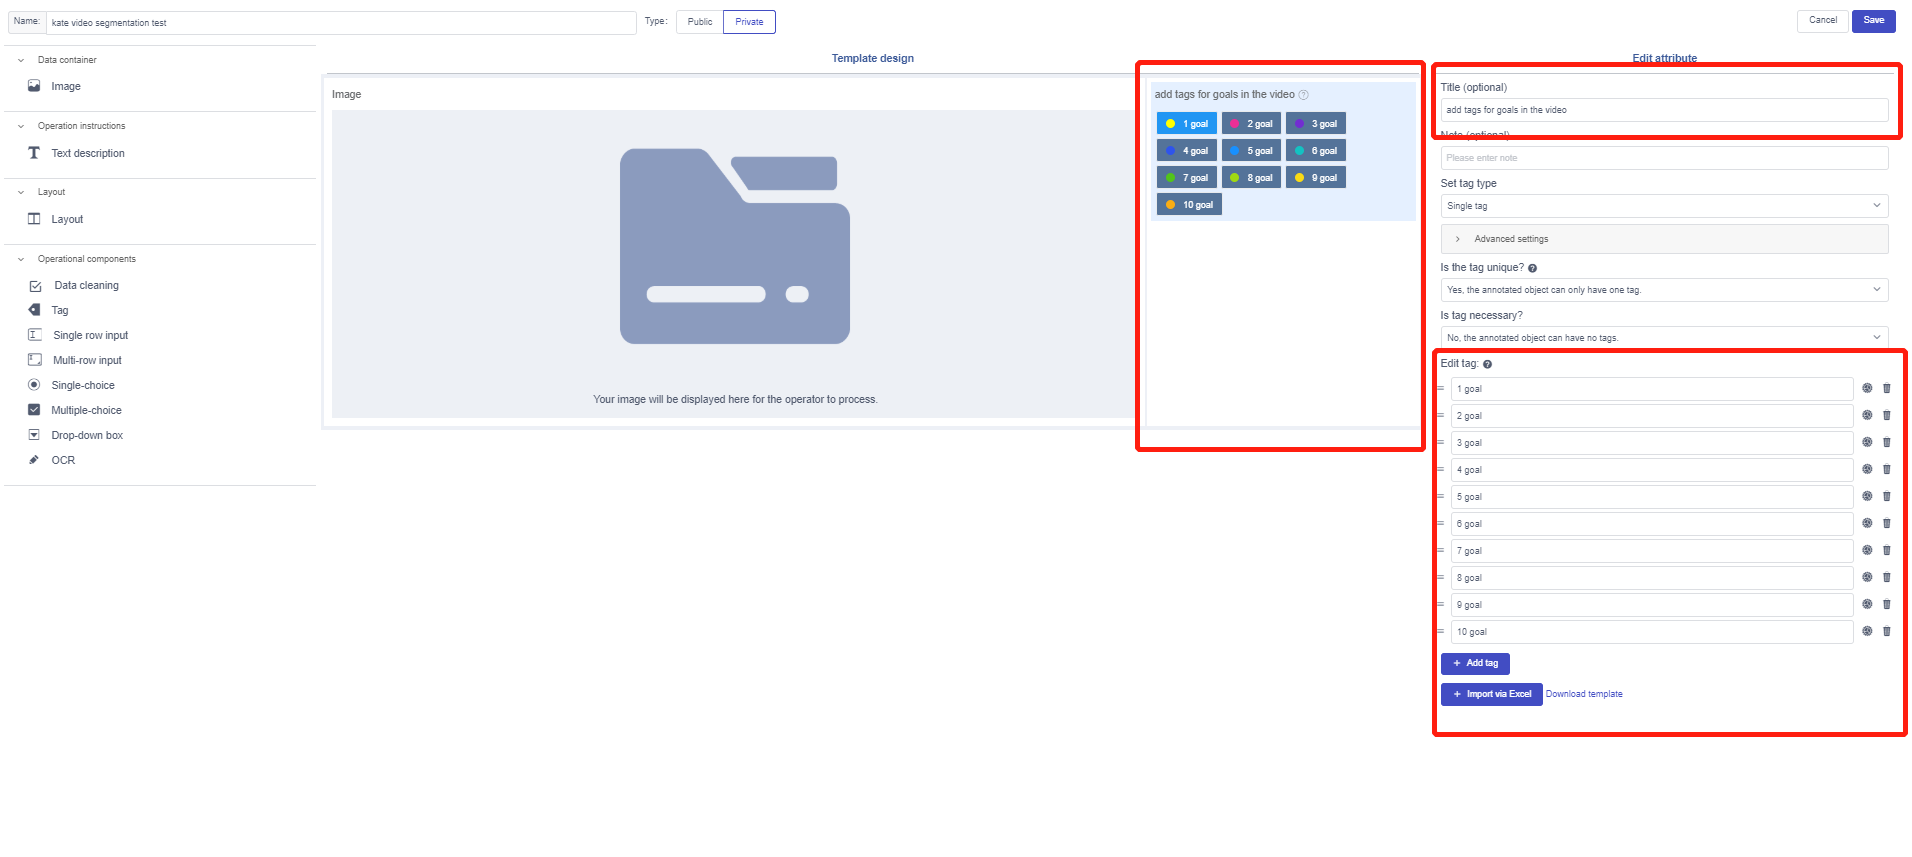 Name: kate video segmentation test Type: Public Private Cancel Save
Data container
Image
Operation instructions
Text description
Layout
Layout
Operational components
Data cleaning
Tag
Single row input
Multi-row input
Single-choice
Multiple-choice
Drop-down box
OCR
Template design
Image
Your image will be displayed here for the operator to process.
add tags for goals in the video
1 goal 2 goal 3 goal
4 goal 5 goal 6 goal
7 goal 8 goal 9 goal
10 goal
Edit attribute
Title (optional)
add tags for goals in the video
Note (optional)
Please enter note
Set tag type
Single tag
Advanced settings
Is the tag unique?
Yes, the annotated object can only have one tag.
Is tag necessary?
No, the annotated object can have no tags.
Edit tag:
1 goal
2 goal
3 goal
4 goal
5 goal
6 goal
7 goal
8 goal
9 goal
10 goal
+ Add tag
+ Import via Excel Download template